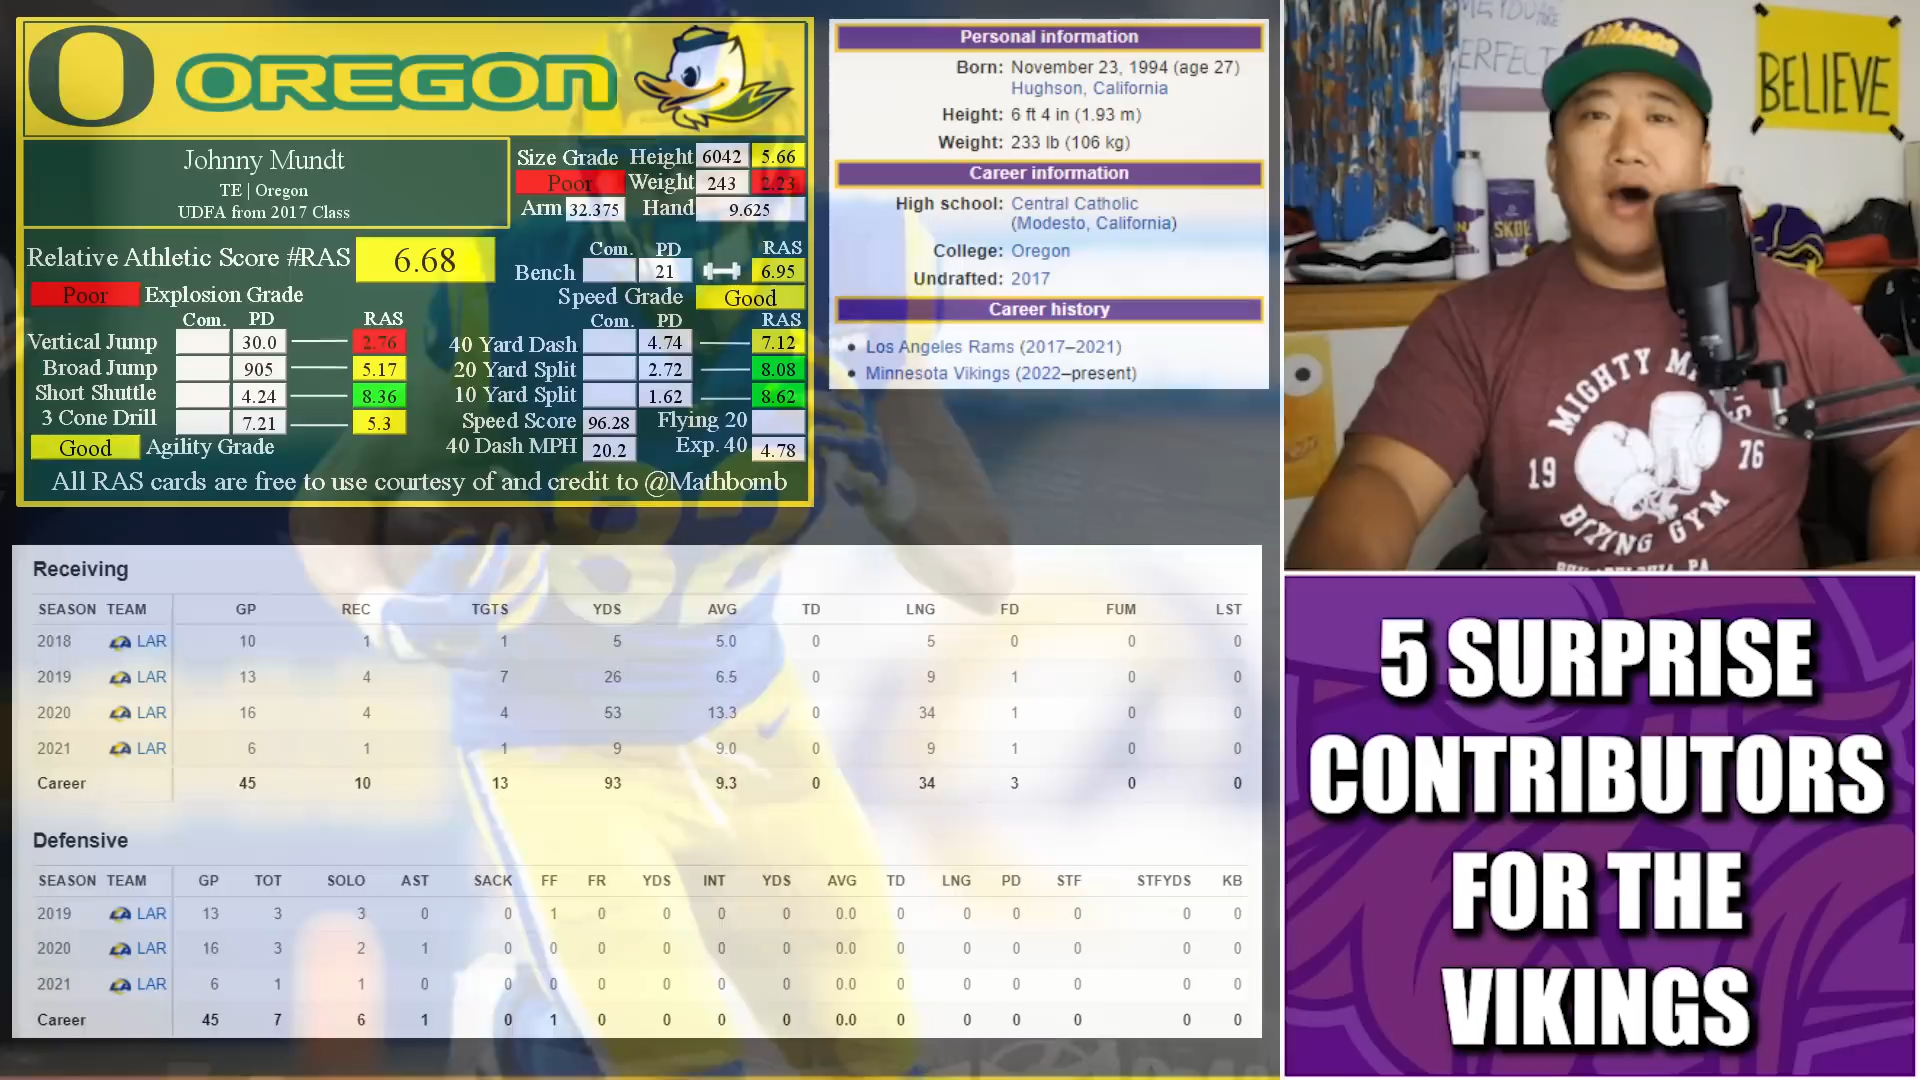 OREGON
Johnny Mundt
TE | Oregon
UDFA from 2017 Class
Size Grade Height 6042 5.66
Poor Weight 243 2.23
Arm 32.375 Hand 9.625
Relative Athletic Score #RAS 6.68
Com. PD RAS
Bench 21 6.95
Poor Explosion Grade
Speed Grade Good
Com. PD RAS
Vertical Jump 30.0 2.76
Broad Jump 905 5.17
Short Shuttle 4.24 8.36
3 Cone Drill 7.21 5.3
Good Agility Grade
Com. PD RAS
40 Yard Dash 4.74 7.12
20 Yard Split 2.72 8.08
10 Yard Split 1.62 8.62
Speed Score 96.28 Flying 20
40 Dash MPH 20.2 Exp. 40 4.78
All RAS cards are free to use courtesy of and credit to @Mathbomb
Personal information
Born: November 23, 1994 (age 27)
Hughson, California
Height: 6 ft 4 in (1.93 m)
Weight: 233 lb (106 kg)
Career information
High school: Central Catholic
(Modesto, California)
College: Oregon
Undrafted: 2017
Career history
Los Angeles Rams (2017–2021)
Minnesota Vikings (2022–present)
Receiving
SEASON TEAM GP REC TGTS YDS AVG TD LNG FD FUM LST
2018 LAR 10 1 1 5 5.0 0 5 0 0 0
2019 LAR 13 4 7 26 6.5 0 9 1 0 0
2020 LAR 16 4 4 53 13.3 0 34 1 0 0
2021 LAR 6 1 1 9 9.0 0 9 1 0 0
Career 45 10 13 93 9.3 0 34 3 0 0
Defensive
SEASON TEAM GP TOT SOLO AST SACK FF FR YDS INT YDS AVG TD LNG PD STF STFYDS KB
2019 LAR 13 3 3 0 0 1 0 0 0 0 0.0 0 0 0 0 0 0
2020 LAR 16 3 2 1 0 0 0 0 0 0 0.0 0 0 0 0 0 0
2021 LAR 6 1 1 0 0 0 0 0 0 0 0.0 0 0 0 0 0 0
Career 45 7 6 1 0 1 0 0 0 0 0.0 0 0 0 0 0 0
BELIEVE
Vikings
SKOL
MIGHTY
19 76
BOXING GYM
PHILADELPHIA, PA
5 SURPRISE
CONTRIBUTORS
FOR THE
VIKINGS